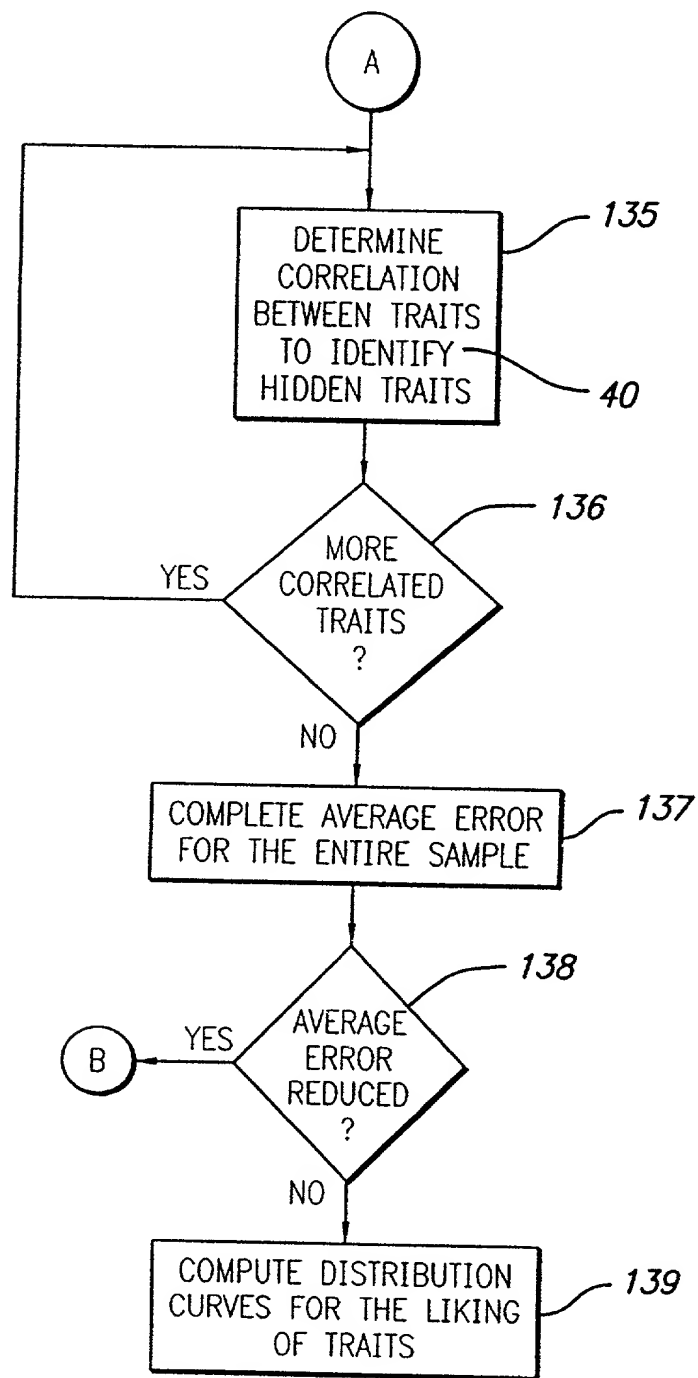 A
135
DETERMINE
CORRELATION
BETWEEN TRAITS
TO IDENTIFY
HIDDEN TRAITS
40
136
MORE
CORRELATED
TRAITS
?
YES
NO
COMPLETE AVERAGE ERROR
FOR THE ENTIRE SAMPLE
137
138
AVERAGE
ERROR
REDUCED
?
YES
B
NO
COMPUTE DISTRIBUTION
CURVES FOR THE LIKING
OF TRAITS
139